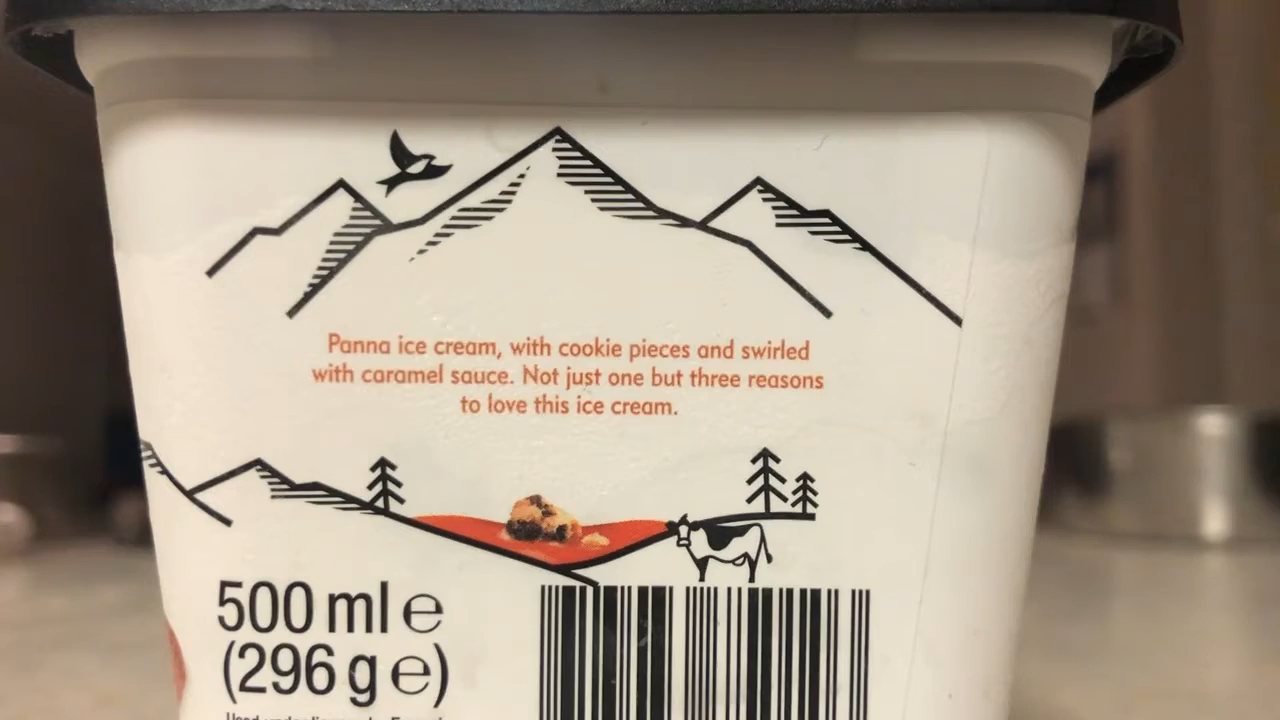 Panna ice cream, with cookie pieces and swirled
with caramel sauce. Not just one but three reasons
to love this ice cream.
500 ml e
(296 g e)